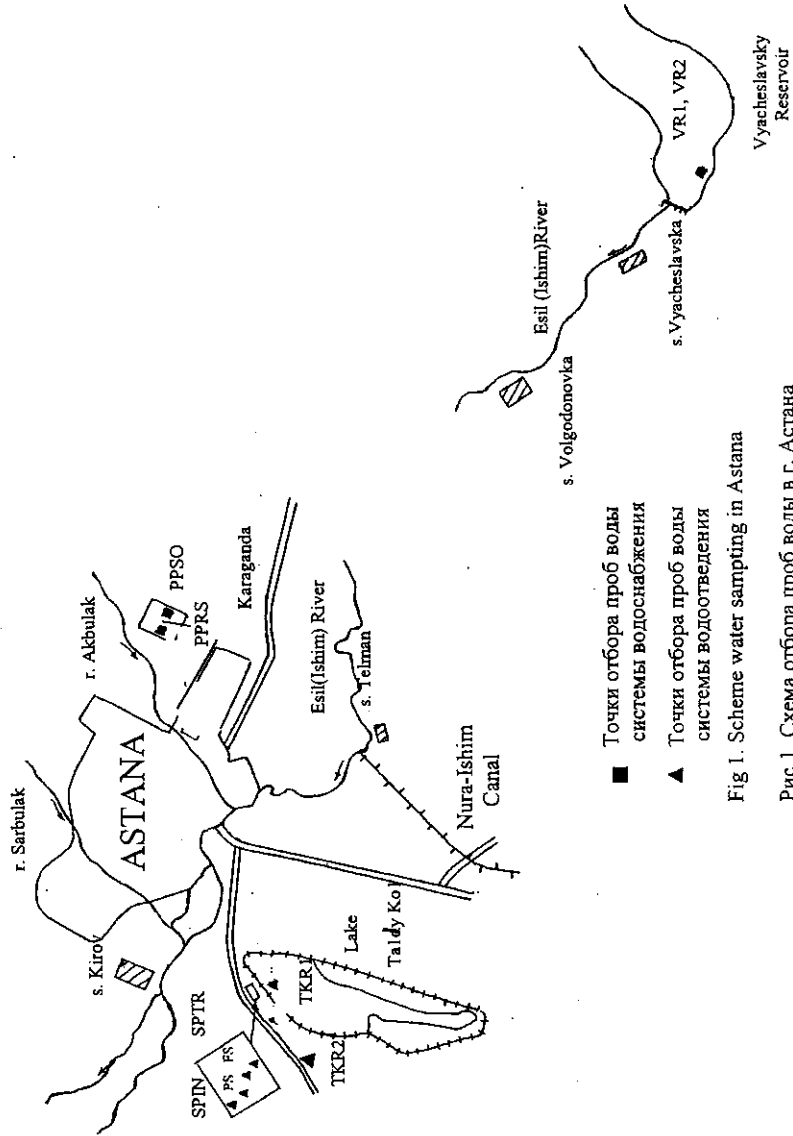 r. Sarbulak
r. Akbulak
PPSO
PPRS
ASTANA
Karaganda
s. Kirov
Esil(Ishim) River
s. Telman
SPIN
SPTR
PS
FS
TKR1
TKR2
Lake
Taldy Kol
Nura-Ishim
Canal
Esil (Ishim)River
s. Volgodonovka
s.Vyacheslavska
VR1, VR2
Vyacheslavsky
Reservoir
■ Точки отбора проб воды
системы водоснабжения
▲ Точки отбора проб воды
системы водоотведения
Fig 1. Scheme water sampting in Astana
Рис 1. Схема отбора проб воды в г. Астана